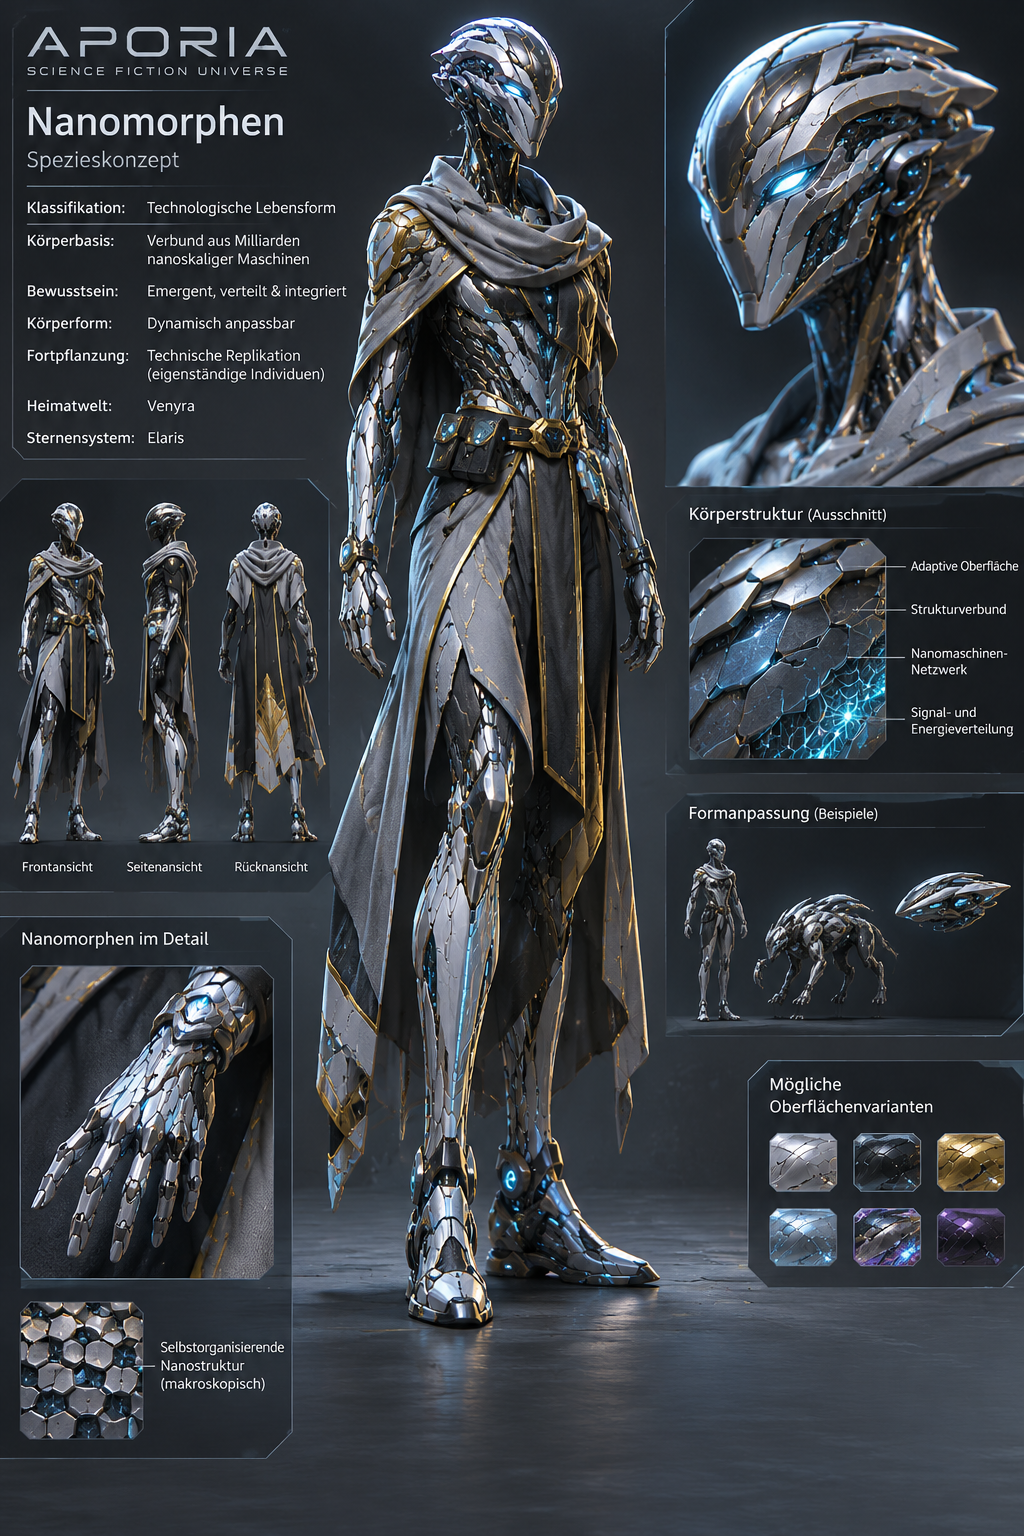 APORIA
SCIENCE FICTION UNIVERSE
Nanomorphen
Spezieskonzept
Klassifikation: Technologische Lebensform
Körperbasis: Verbund aus Milliarden
nanoskaliger Maschinen
Bewusstsein: Emergent, verteilt & integriert
Körperform: Dynamisch anpassbar
Fortpflanzung: Technische Replikation
(eigenständige Individuen)
Heimatwelt: Venyra
Sternensystem: Elaris
Frontansicht
Seitenansicht
Rücknansicht
Nanomorphen im Detail
Selbstorganisierende
Nanostruktur
(makroskopisch)
Körperstruktur (Ausschnitt)
Adaptive Oberfläche
Strukturverbund
Nanomaschinen-
Netzwerk
Signal- und
Energieverteilung
Formanpassung (Beispiele)
Mögliche
Oberflächenvarianten